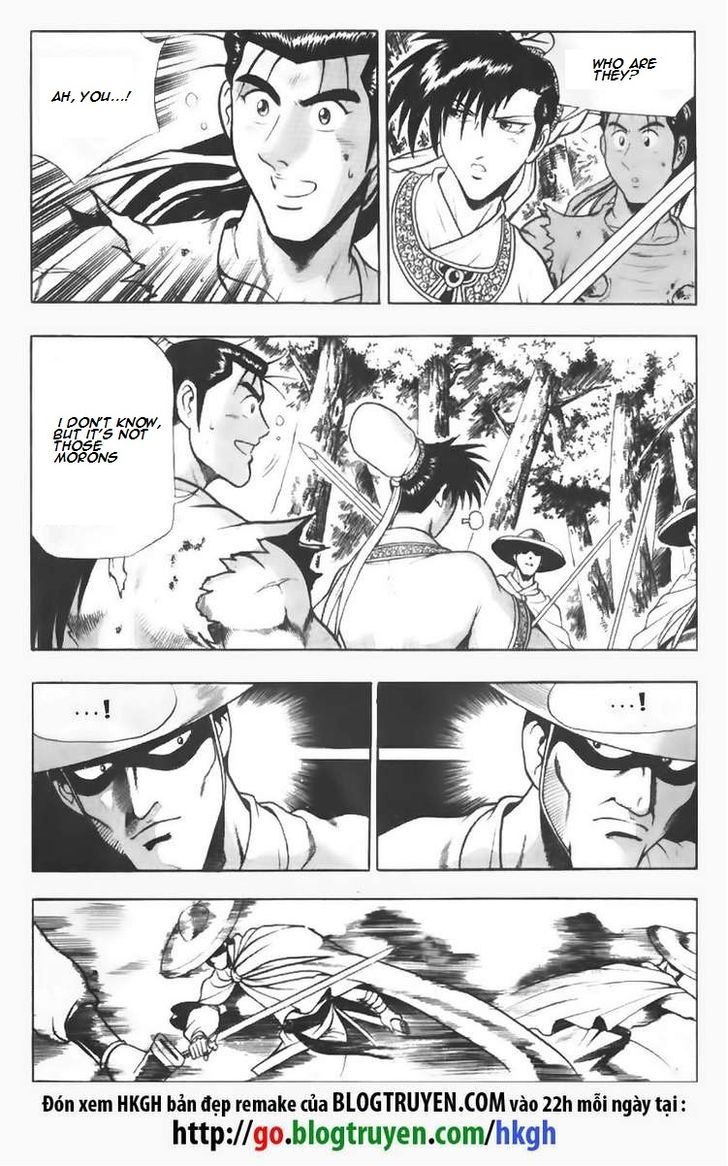 AH, YOU...!
WHO ARE
THEY?
I DON'T KNOW,
BUT IT'S NOT
THOSE
MORONS
...!
...!
Đón xem HKGH bản đẹp remake của BLOGTRUYEN.COM vào 22h mỗi ngày tại :
http://go.blogtruyen.com/hkgh